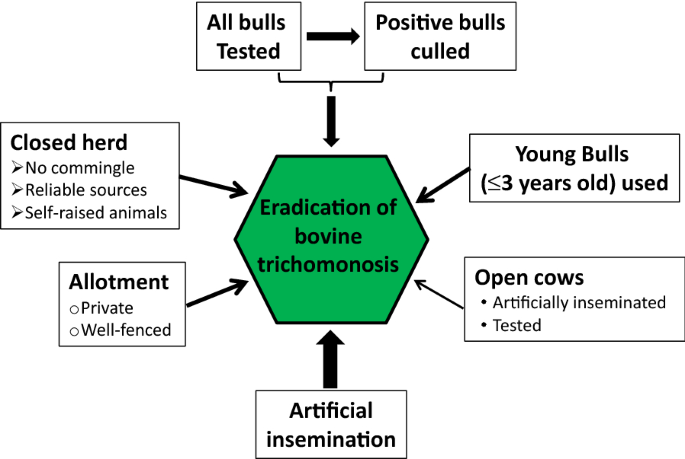 All bulls
Tested
Positive bulls
culled
Closed herd
➢No commingle
➢Reliable sources
➢Self-raised animals
Young Bulls
(≤3 years old) used
Eradication of
bovine
trichomonosis
Allotment
○Private
○Well-fenced
Open cows
• Artificially inseminated
• Tested
Artificial
insemination